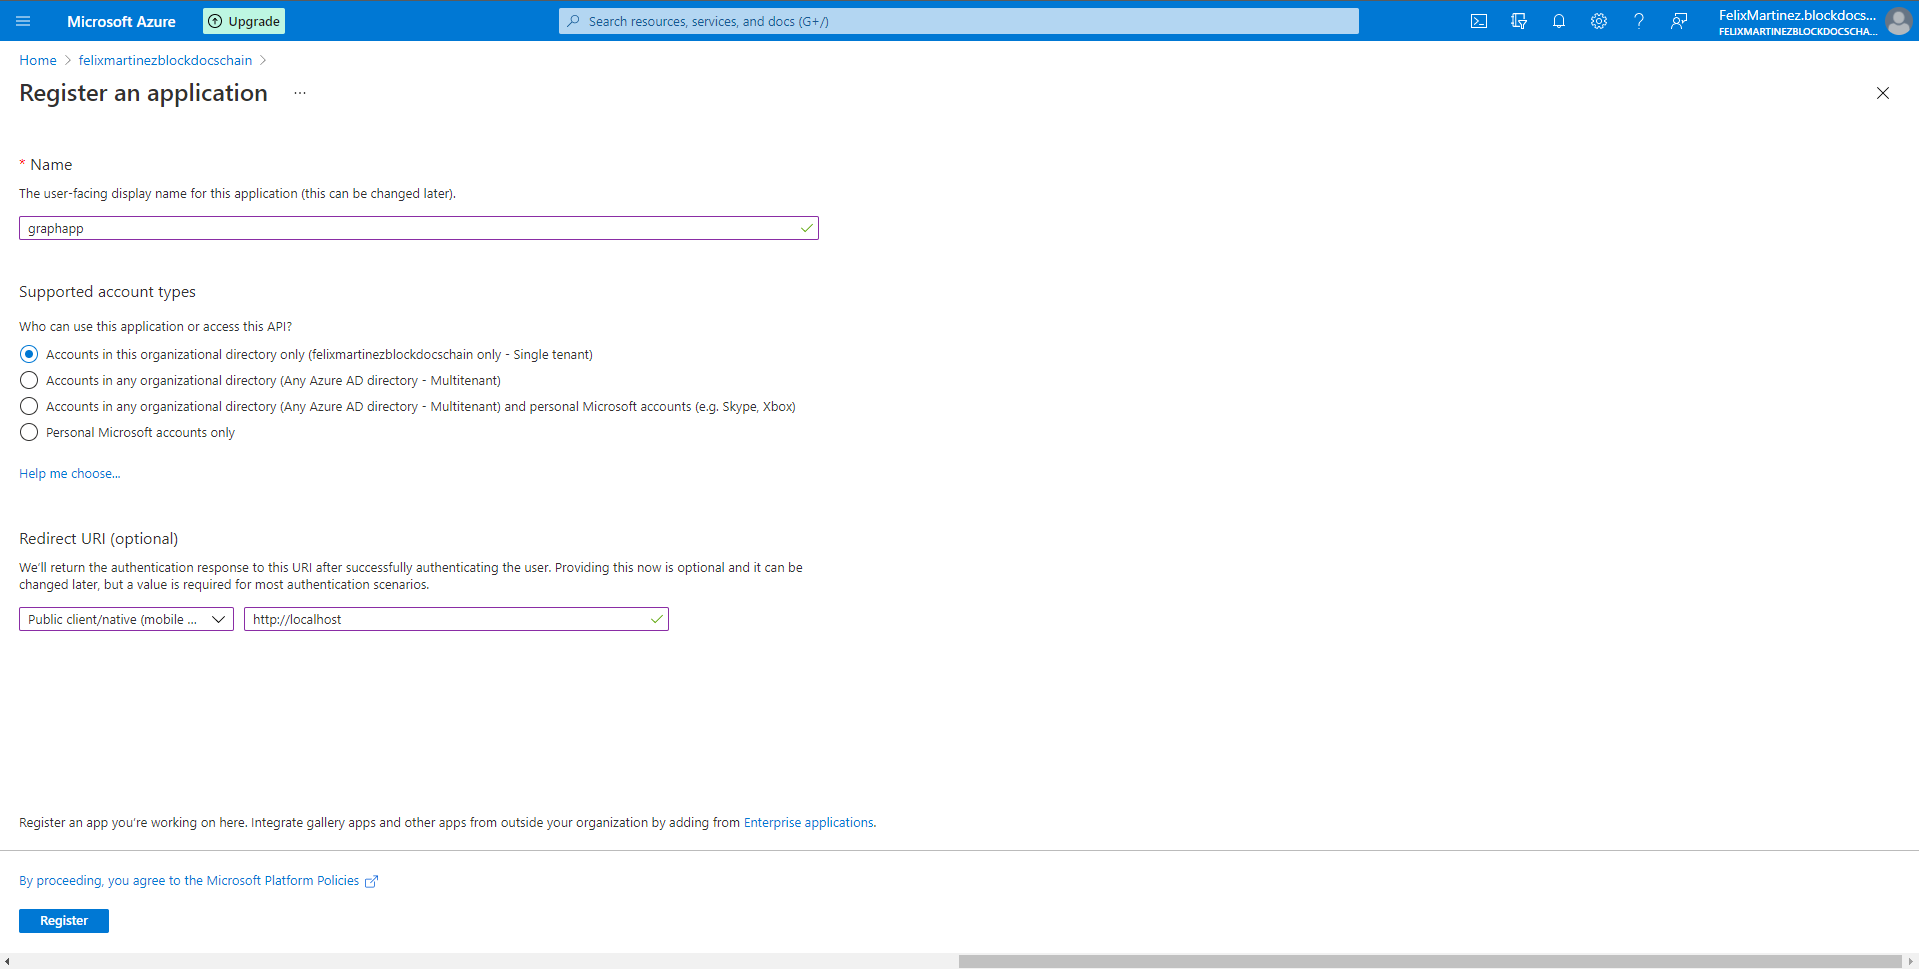 Microsoft Azure
Upgrade
Search resources, services, and docs (G+/)
FelixMartinez.blockdocs...
FELIXMARTINEZBLOCKDOCSCHA...
Home > felixmartinezblockdocschain >
Register an application ...
* Name
The user-facing display name for this application (this can be changed later).
graphapp
Supported account types
Who can use this application or access this API?
Accounts in this organizational directory only (felixmartinezblockdocschain only - Single tenant)
Accounts in any organizational directory (Any Azure AD directory - Multitenant)
Accounts in any organizational directory (Any Azure AD directory - Multitenant) and personal Microsoft accounts (e.g. Skype, Xbox)
Personal Microsoft accounts only
Help me choose...
Redirect URI (optional)
We'll return the authentication response to this URI after successfully authenticating the user. Providing this now is optional and it can be
changed later, but a value is required for most authentication scenarios.
Public client/native (mobile ...
http://localhost
Register an app you're working on here. Integrate gallery apps and other apps from outside your organization by adding from Enterprise applications.
By proceeding, you agree to the Microsoft Platform Policies
Register